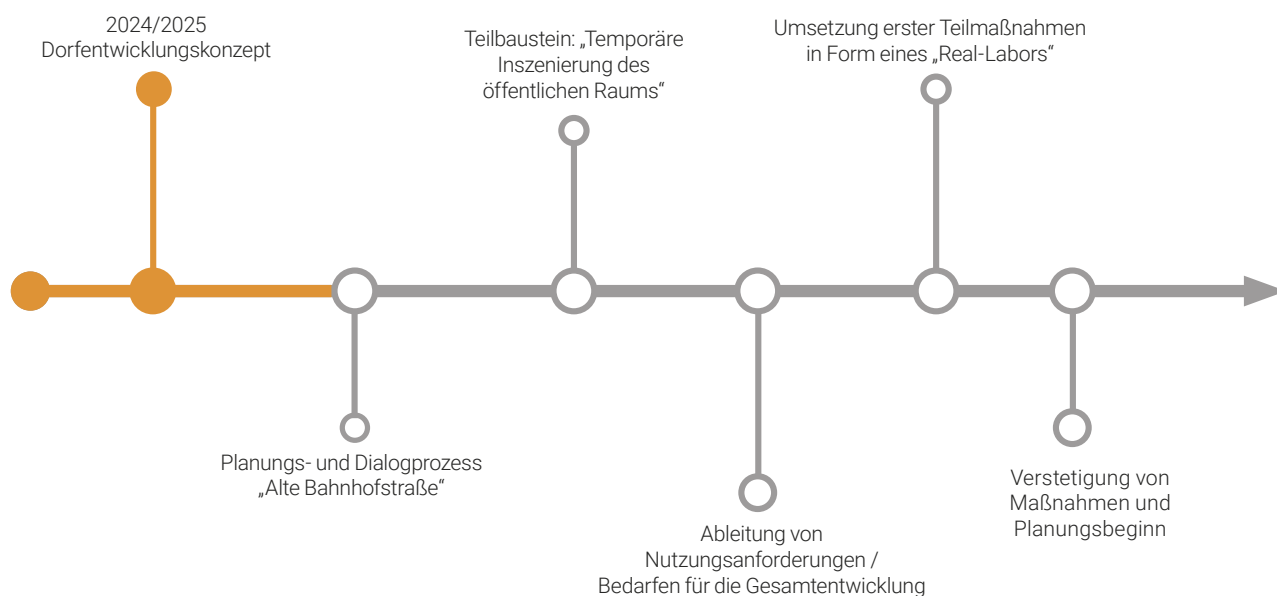 2024/2025
Dorfentwicklungskonzept
Planungs- und Dialogprozess
„Alte Bahnhofstraße“
Teilbaustein: „Temporäre
Inszenierung des
öffentlichen Raums“
Ableitung von
Nutzungsanforderungen /
Bedarfen für die Gesamtentwicklung
Umsetzung erster Teilmaßnahmen
in Form eines „Real-Labors“
Verstetigung von
Maßnahmen und
Planungsbeginn